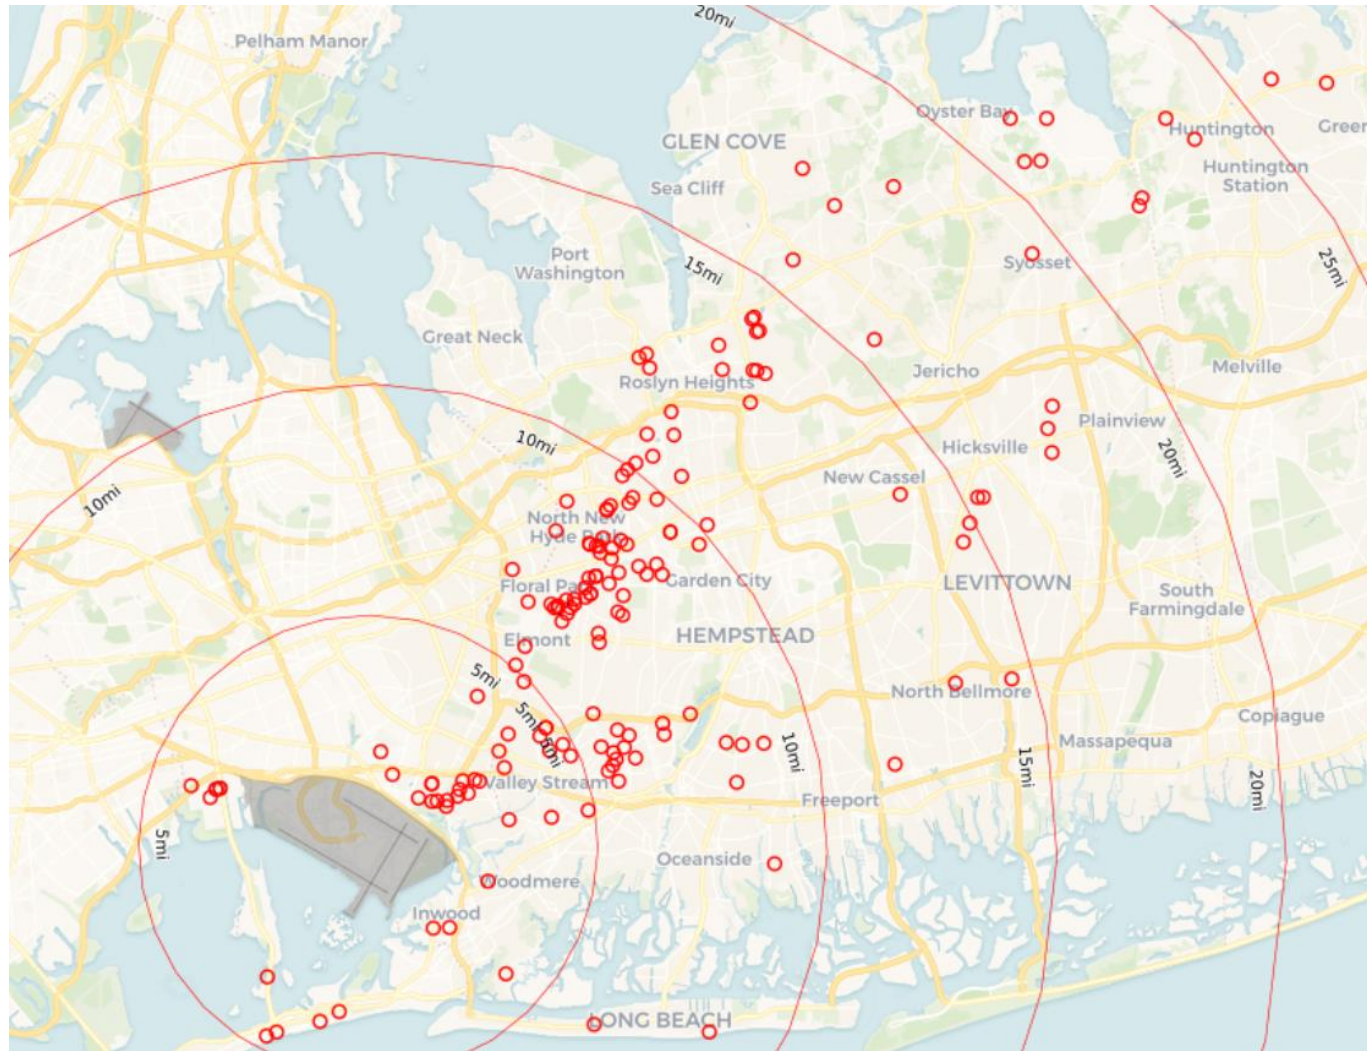 20mi
Pelham Manor
Oyster Bay
Huntington
Green
GLEN COVE
Huntington
Station
Sea Cliff
Port
Washington
15mi
Syosset
25mi
Great Neck
Roslyn Heights
Jericho
Melville
10mi
Plainview
Hicksville
20mi
New Cassel
10mi
North New
Hyde Park
Floral Park
Garden City
LEVITTOWN
South
Farmingdale
Elmont
HEMPSTEAD
5mi
North Bellmore
5mi
Copiague
10mi
Massapequa
15mi
Valley Stream
20mi
Freeport
5mi
Oceanside
Woodmere
Inwood
LONG BEACH